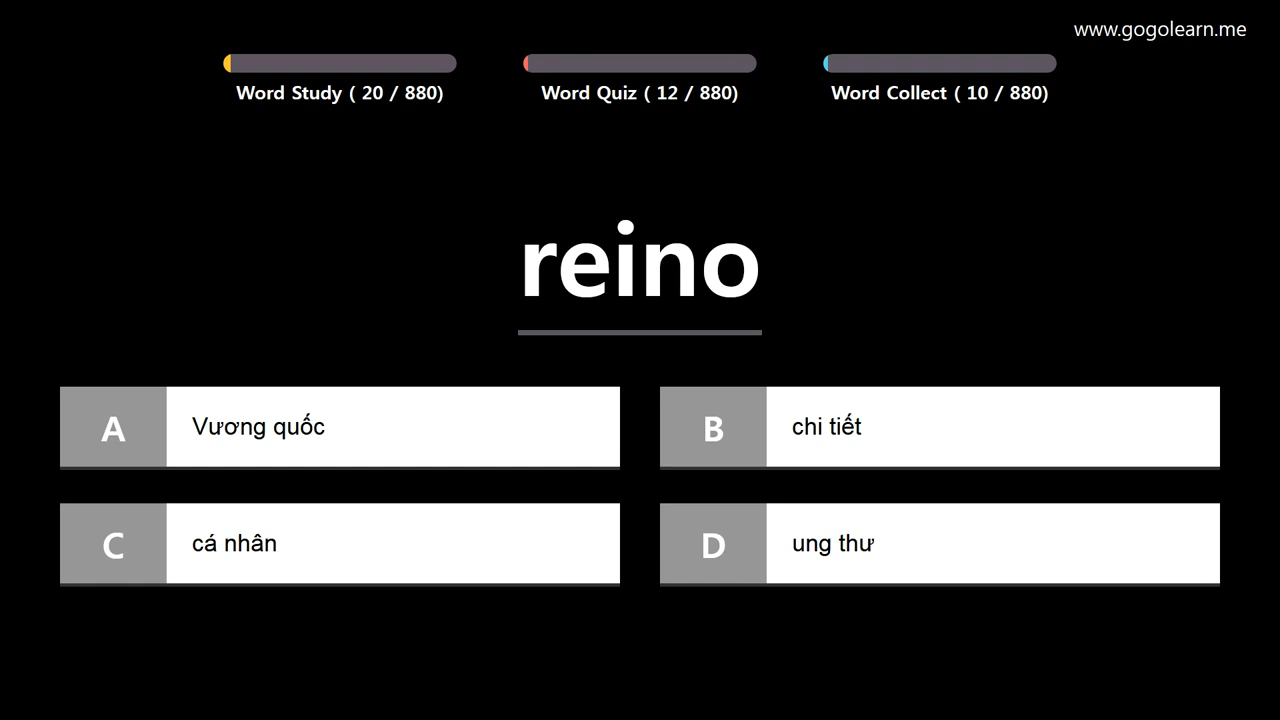 www.gogolearn.me
Word Study ( 20 / 880)
Word Quiz ( 12 / 880)
Word Collect ( 10 / 880)
reino
A
Vương quốc
B
chi tiết
C
cá nhân
D
ung thư